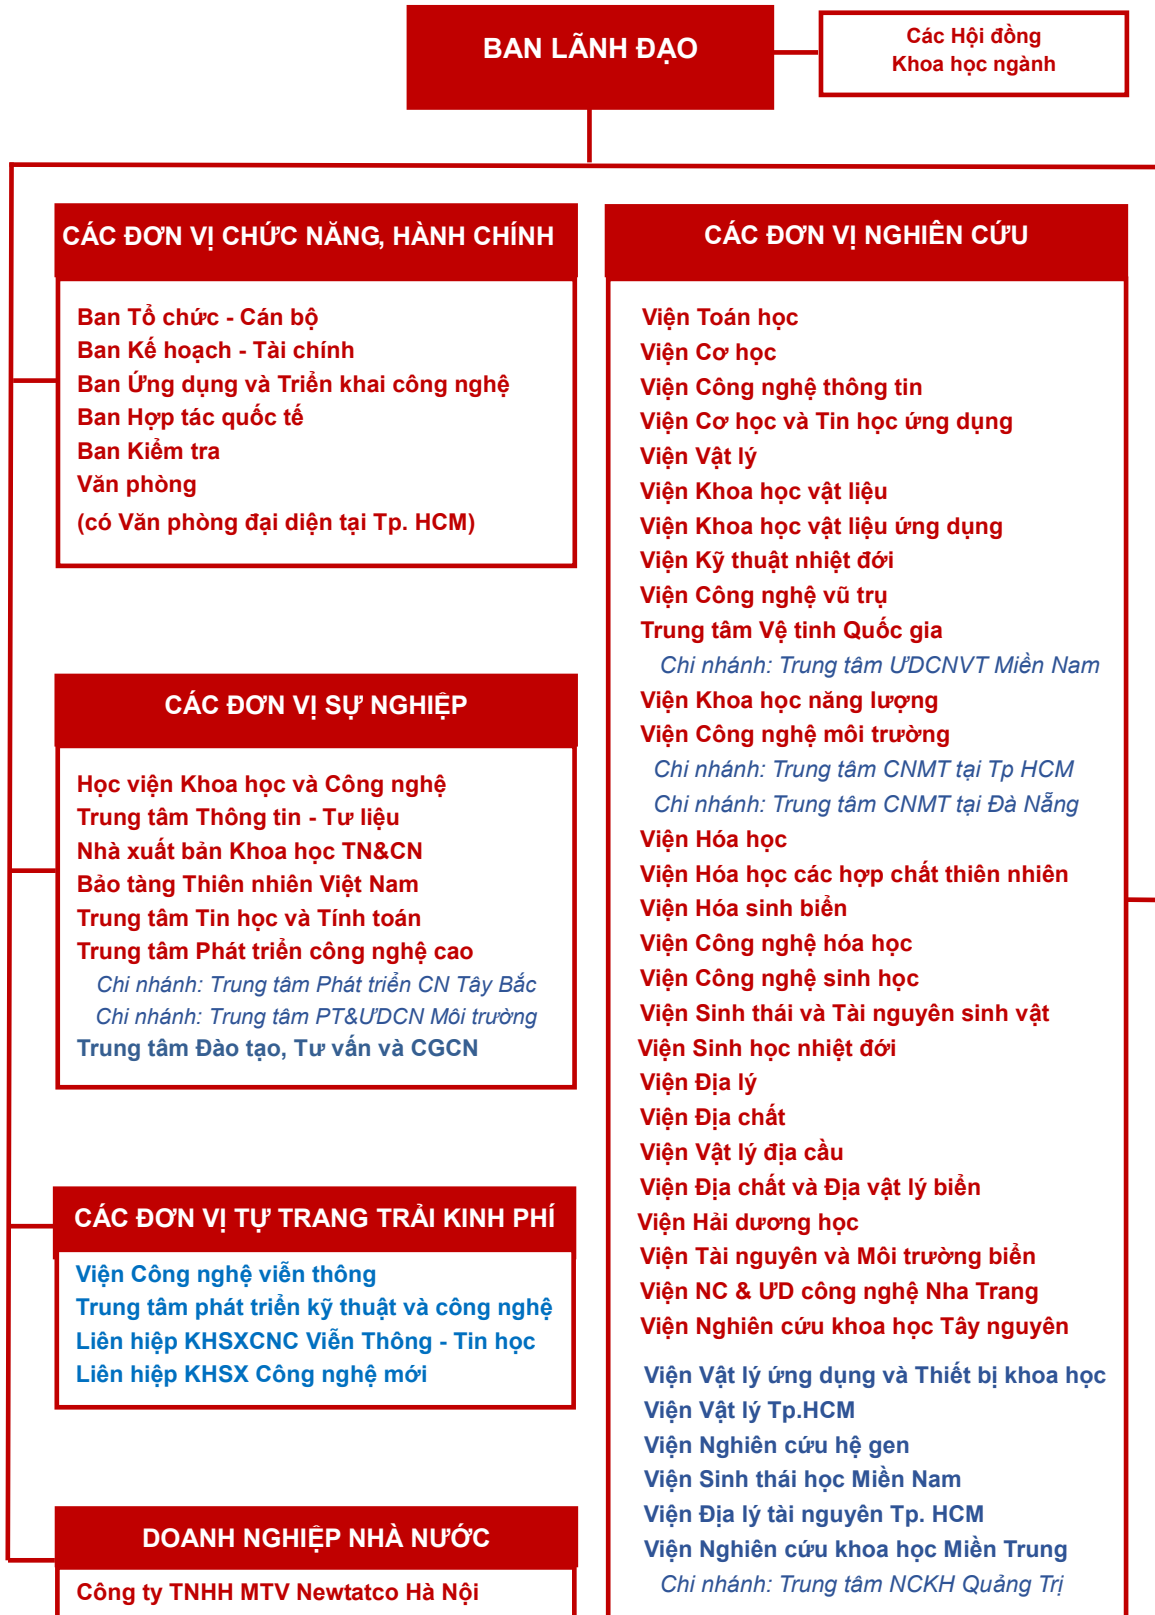 BAN LÃNH ĐẠO
Các Hội đồng
Khoa học ngành
CÁC ĐƠN VỊ CHỨC NĂNG, HÀNH CHÍNH
Ban Tổ chức - Cán bộ
Ban Kế hoạch - Tài chính
Ban Ứng dụng và Triển khai công nghệ
Ban Hợp tác quốc tế
Ban Kiểm tra
Văn phòng
(có Văn phòng đại diện tại Tp. HCM)
CÁC ĐƠN VỊ SỰ NGHIỆP
Học viện Khoa học và Công nghệ
Trung tâm Thông tin - Tư liệu
Nhà xuất bản Khoa học TN&CN
Bảo tàng Thiên nhiên Việt Nam
Trung tâm Tin học và Tính toán
Trung tâm Phát triển công nghệ cao
Chi nhánh: Trung tâm Phát triển CN Tây Bắc
Chi nhánh: Trung tâm PT&ƯDCN Môi trường
Trung tâm Đào tạo, Tư vấn và CGCN
CÁC ĐƠN VỊ TỰ TRANG TRẢI KINH PHÍ
Viện Công nghệ viễn thông
Trung tâm phát triển kỹ thuật và công nghệ
Liên hiệp KHSXCNC Viễn Thông - Tin học
Liên hiệp KHSX Công nghệ mới
DOANH NGHIỆP NHÀ NƯỚC
Công ty TNHH MTV Newtatco Hà Nội
CÁC ĐƠN VỊ NGHIÊN CỨU
Viện Toán học
Viện Cơ học
Viện Công nghệ thông tin
Viện Cơ học và Tin học ứng dụng
Viện Vật lý
Viện Khoa học vật liệu
Viện Khoa học vật liệu ứng dụng
Viện Kỹ thuật nhiệt đới
Viện Công nghệ vũ trụ
Trung tâm Vệ tinh Quốc gia
Chi nhánh: Trung tâm ƯDCNVT Miền Nam
Viện Khoa học năng lượng
Viện Công nghệ môi trường
Chi nhánh: Trung tâm CNMT tại Tp HCM
Chi nhánh: Trung tâm CNMT tại Đà Nẵng
Viện Hóa học
Viện Hóa học các hợp chất thiên nhiên
Viện Hóa sinh biển
Viện Công nghệ hóa học
Viện Công nghệ sinh học
Viện Sinh thái và Tài nguyên sinh vật
Viện Sinh học nhiệt đới
Viện Địa lý
Viện Địa chất
Viện Vật lý địa cầu
Viện Địa chất và Địa vật lý biển
Viện Hải dương học
Viện Tài nguyên và Môi trường biển
Viện NC & ƯD công nghệ Nha Trang
Viện Nghiên cứu khoa học Tây nguyên
Viện Vật lý ứng dụng và Thiết bị khoa học
Viện Vật lý Tp.HCM
Viện Nghiên cứu hệ gen
Viện Sinh thái học Miền Nam
Viện Địa lý tài nguyên Tp. HCM
Viện Nghiên cứu khoa học Miền Trung
Chi nhánh: Trung tâm NCKH Quảng Trị